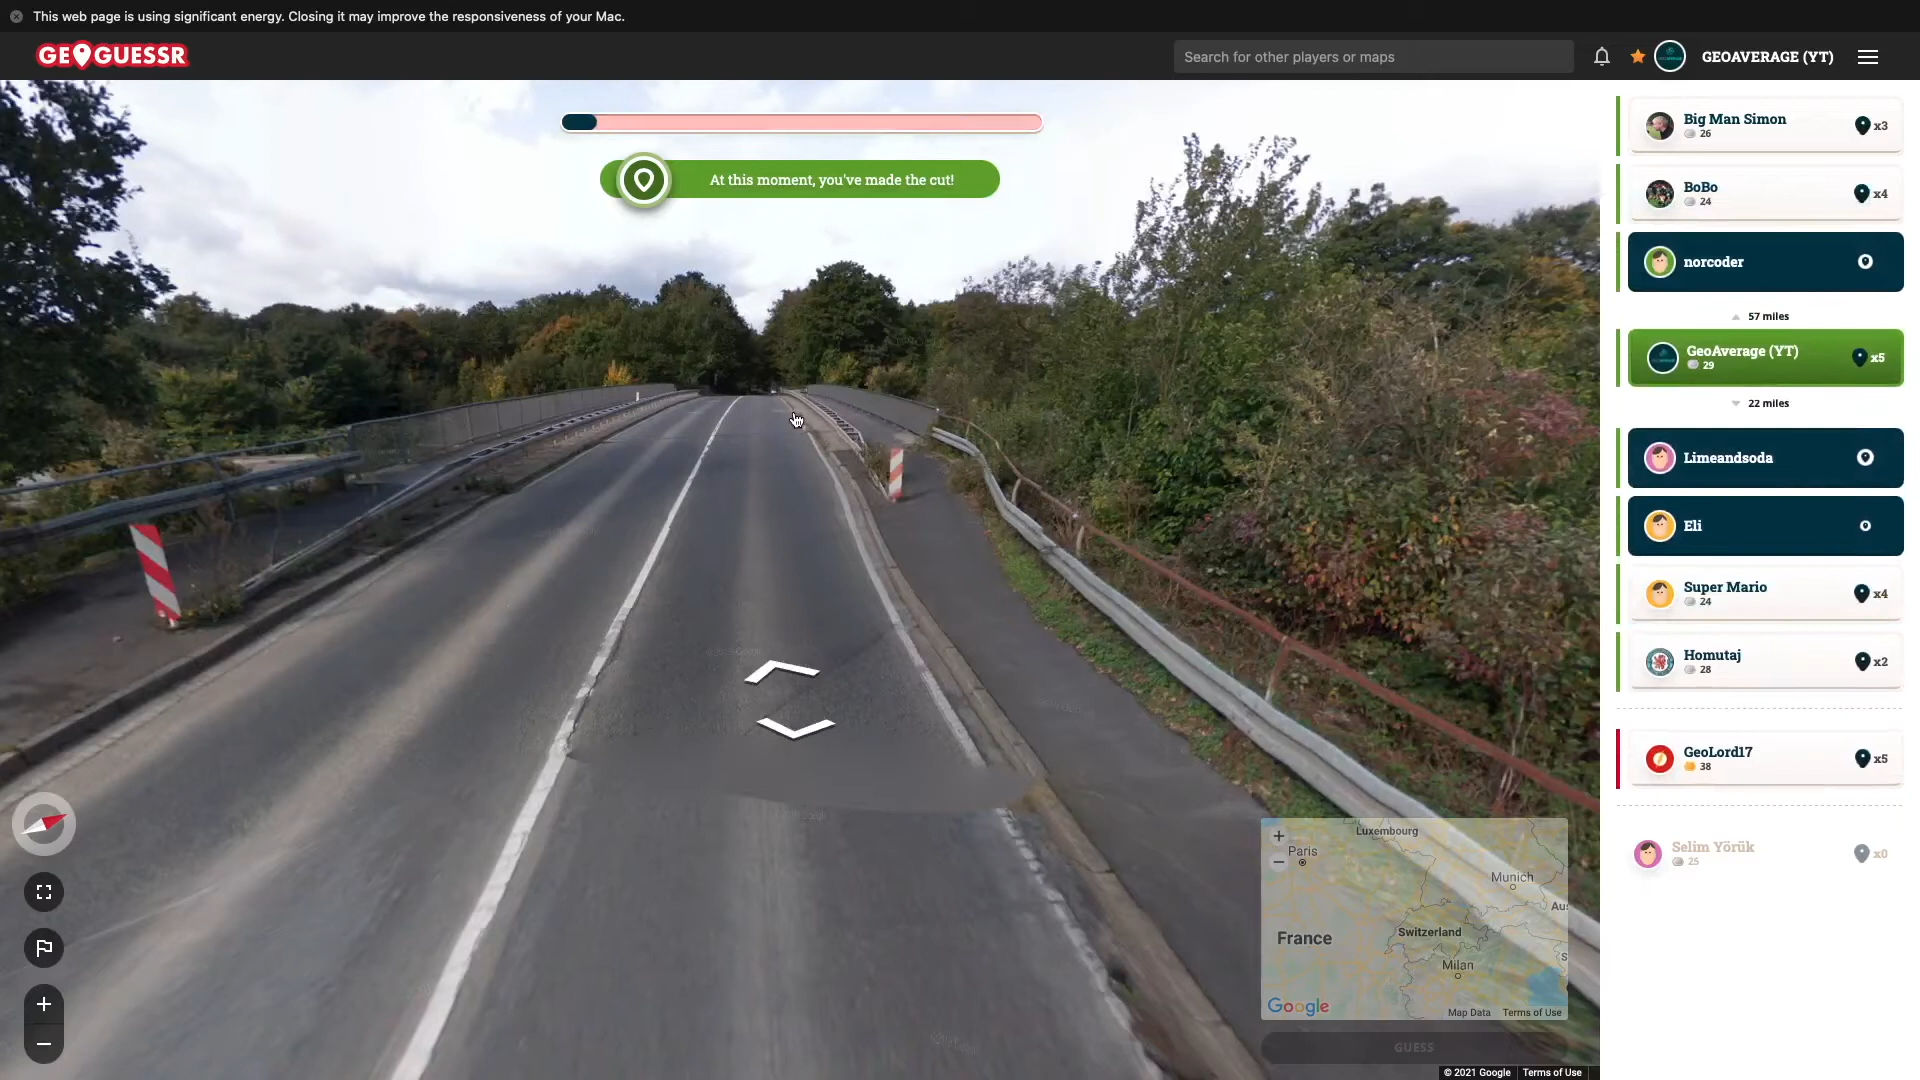 This web page is using significant energy. Closing it may improve the responsiveness of your Mac.
GEOGUESSR
Search for other players or maps
GEOAVERAGE (YT)
At this moment, you've made the cut!
Big Man Simon
26
x3
BoBo
24
x4
norcoder
57 miles
GeoAverage (YT)
29
x5
22 miles
Limeandsoda
Eli
Super Mario
24
x4
Homutaj
28
x2
GeoLord17
38
x5
Selim Yörük
25
x0
+
−
Luxembourg
Paris
Munich
Switzerland
France
Milan
Google
Map Data
Terms of Use
GUESS
+
−
© 2021 Google
Terms of Use